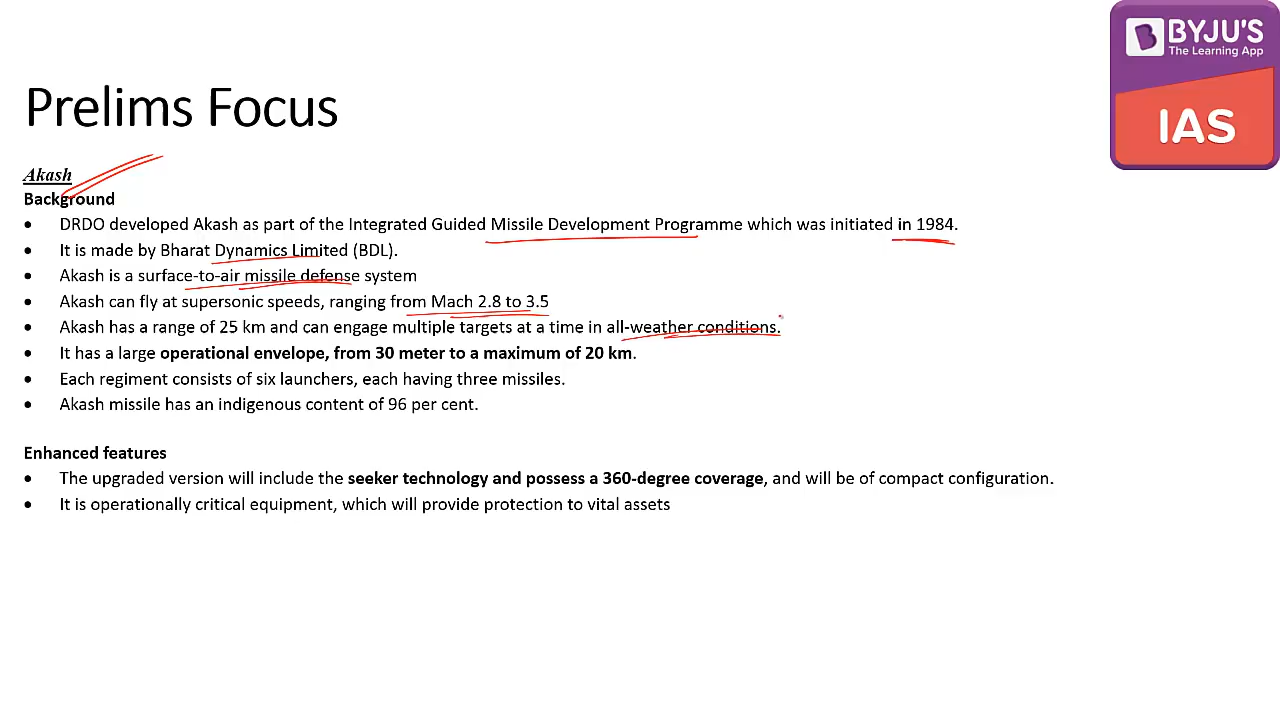 BYJU'S
The Learning App
IAS
Prelims Focus
Akash
Background
• DRDO developed Akash as part of the Integrated Guided Missile Development Programme which was initiated in 1984.
• It is made by Bharat Dynamics Limited (BDL).
• Akash is a surface-to-air missile defense system
• Akash can fly at supersonic speeds, ranging from Mach 2.8 to 3.5
• Akash has a range of 25 km and can engage multiple targets at a time in all-weather conditions.
• It has a large operational envelope, from 30 meter to a maximum of 20 km.
• Each regiment consists of six launchers, each having three missiles.
• Akash missile has an indigenous content of 96 per cent.
Enhanced features
• The upgraded version will include the seeker technology and possess a 360-degree coverage, and will be of compact configuration.
• It is operationally critical equipment, which will provide protection to vital assets